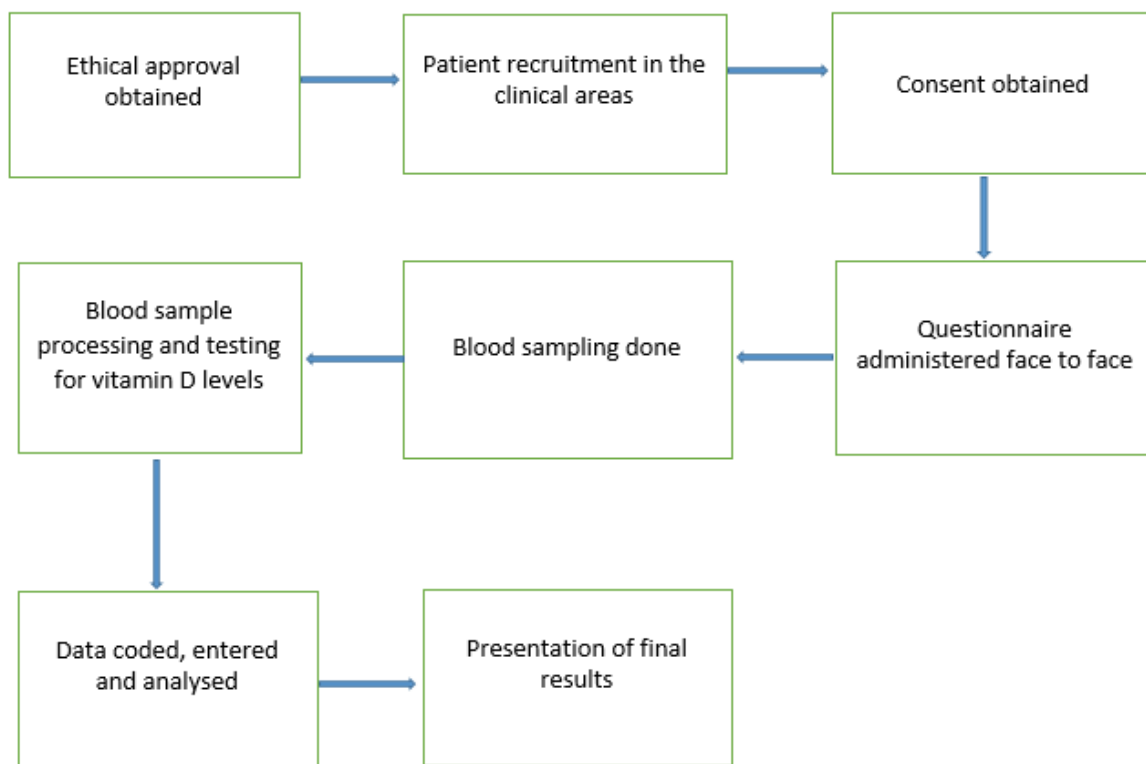 Ethical approval
obtained
Patient recruitment in the
clinical areas
Consent obtained
Questionnaire
administered face to face
Blood sampling done
Blood sample
processing and testing
for vitamin D levels
Data coded, entered
and analysed
Presentation of final
results